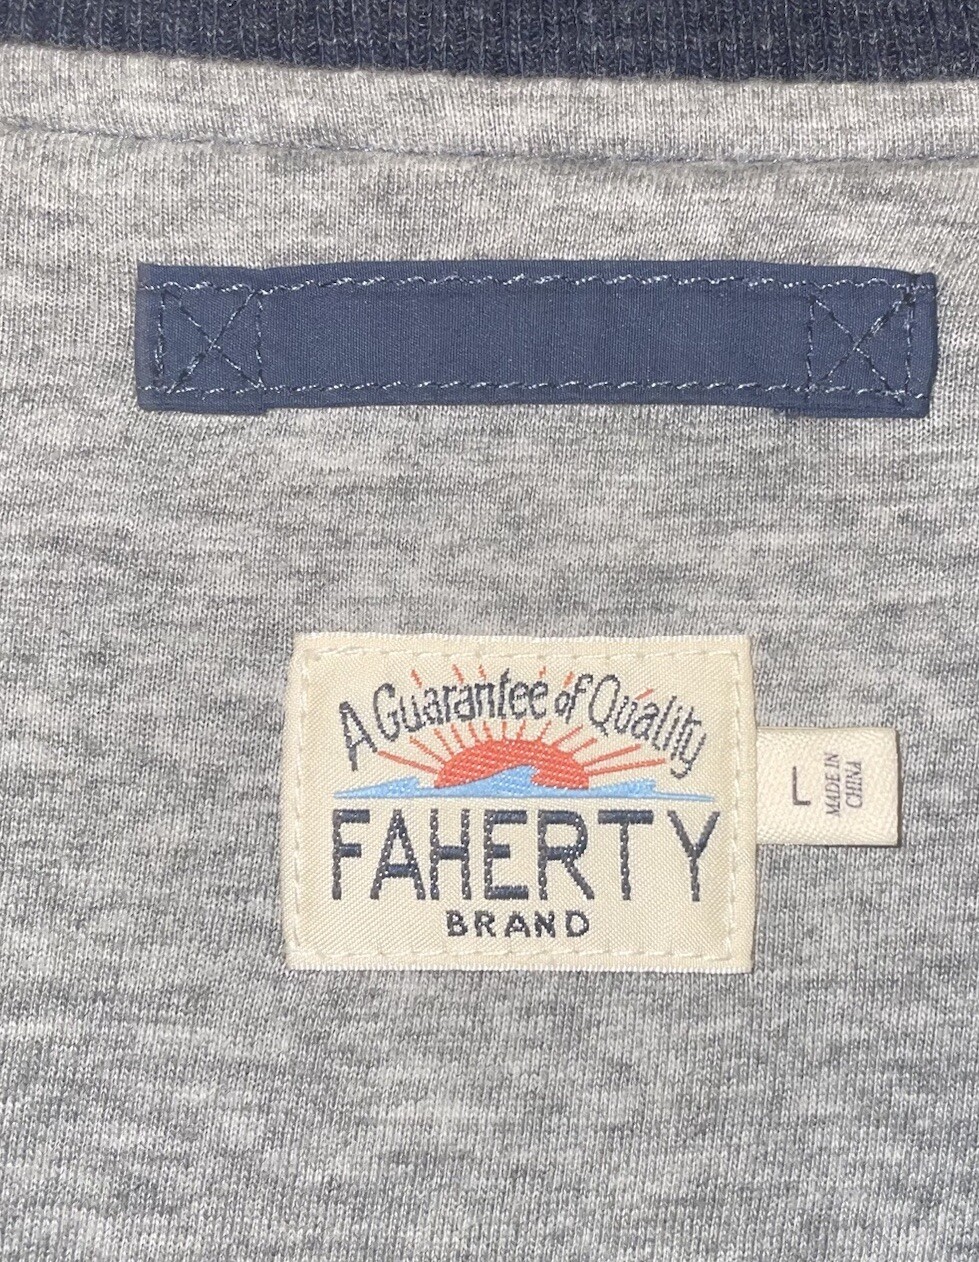 A Guarantee of Quality
FAHERTY
BRAND
L
MADE IN
CHINA